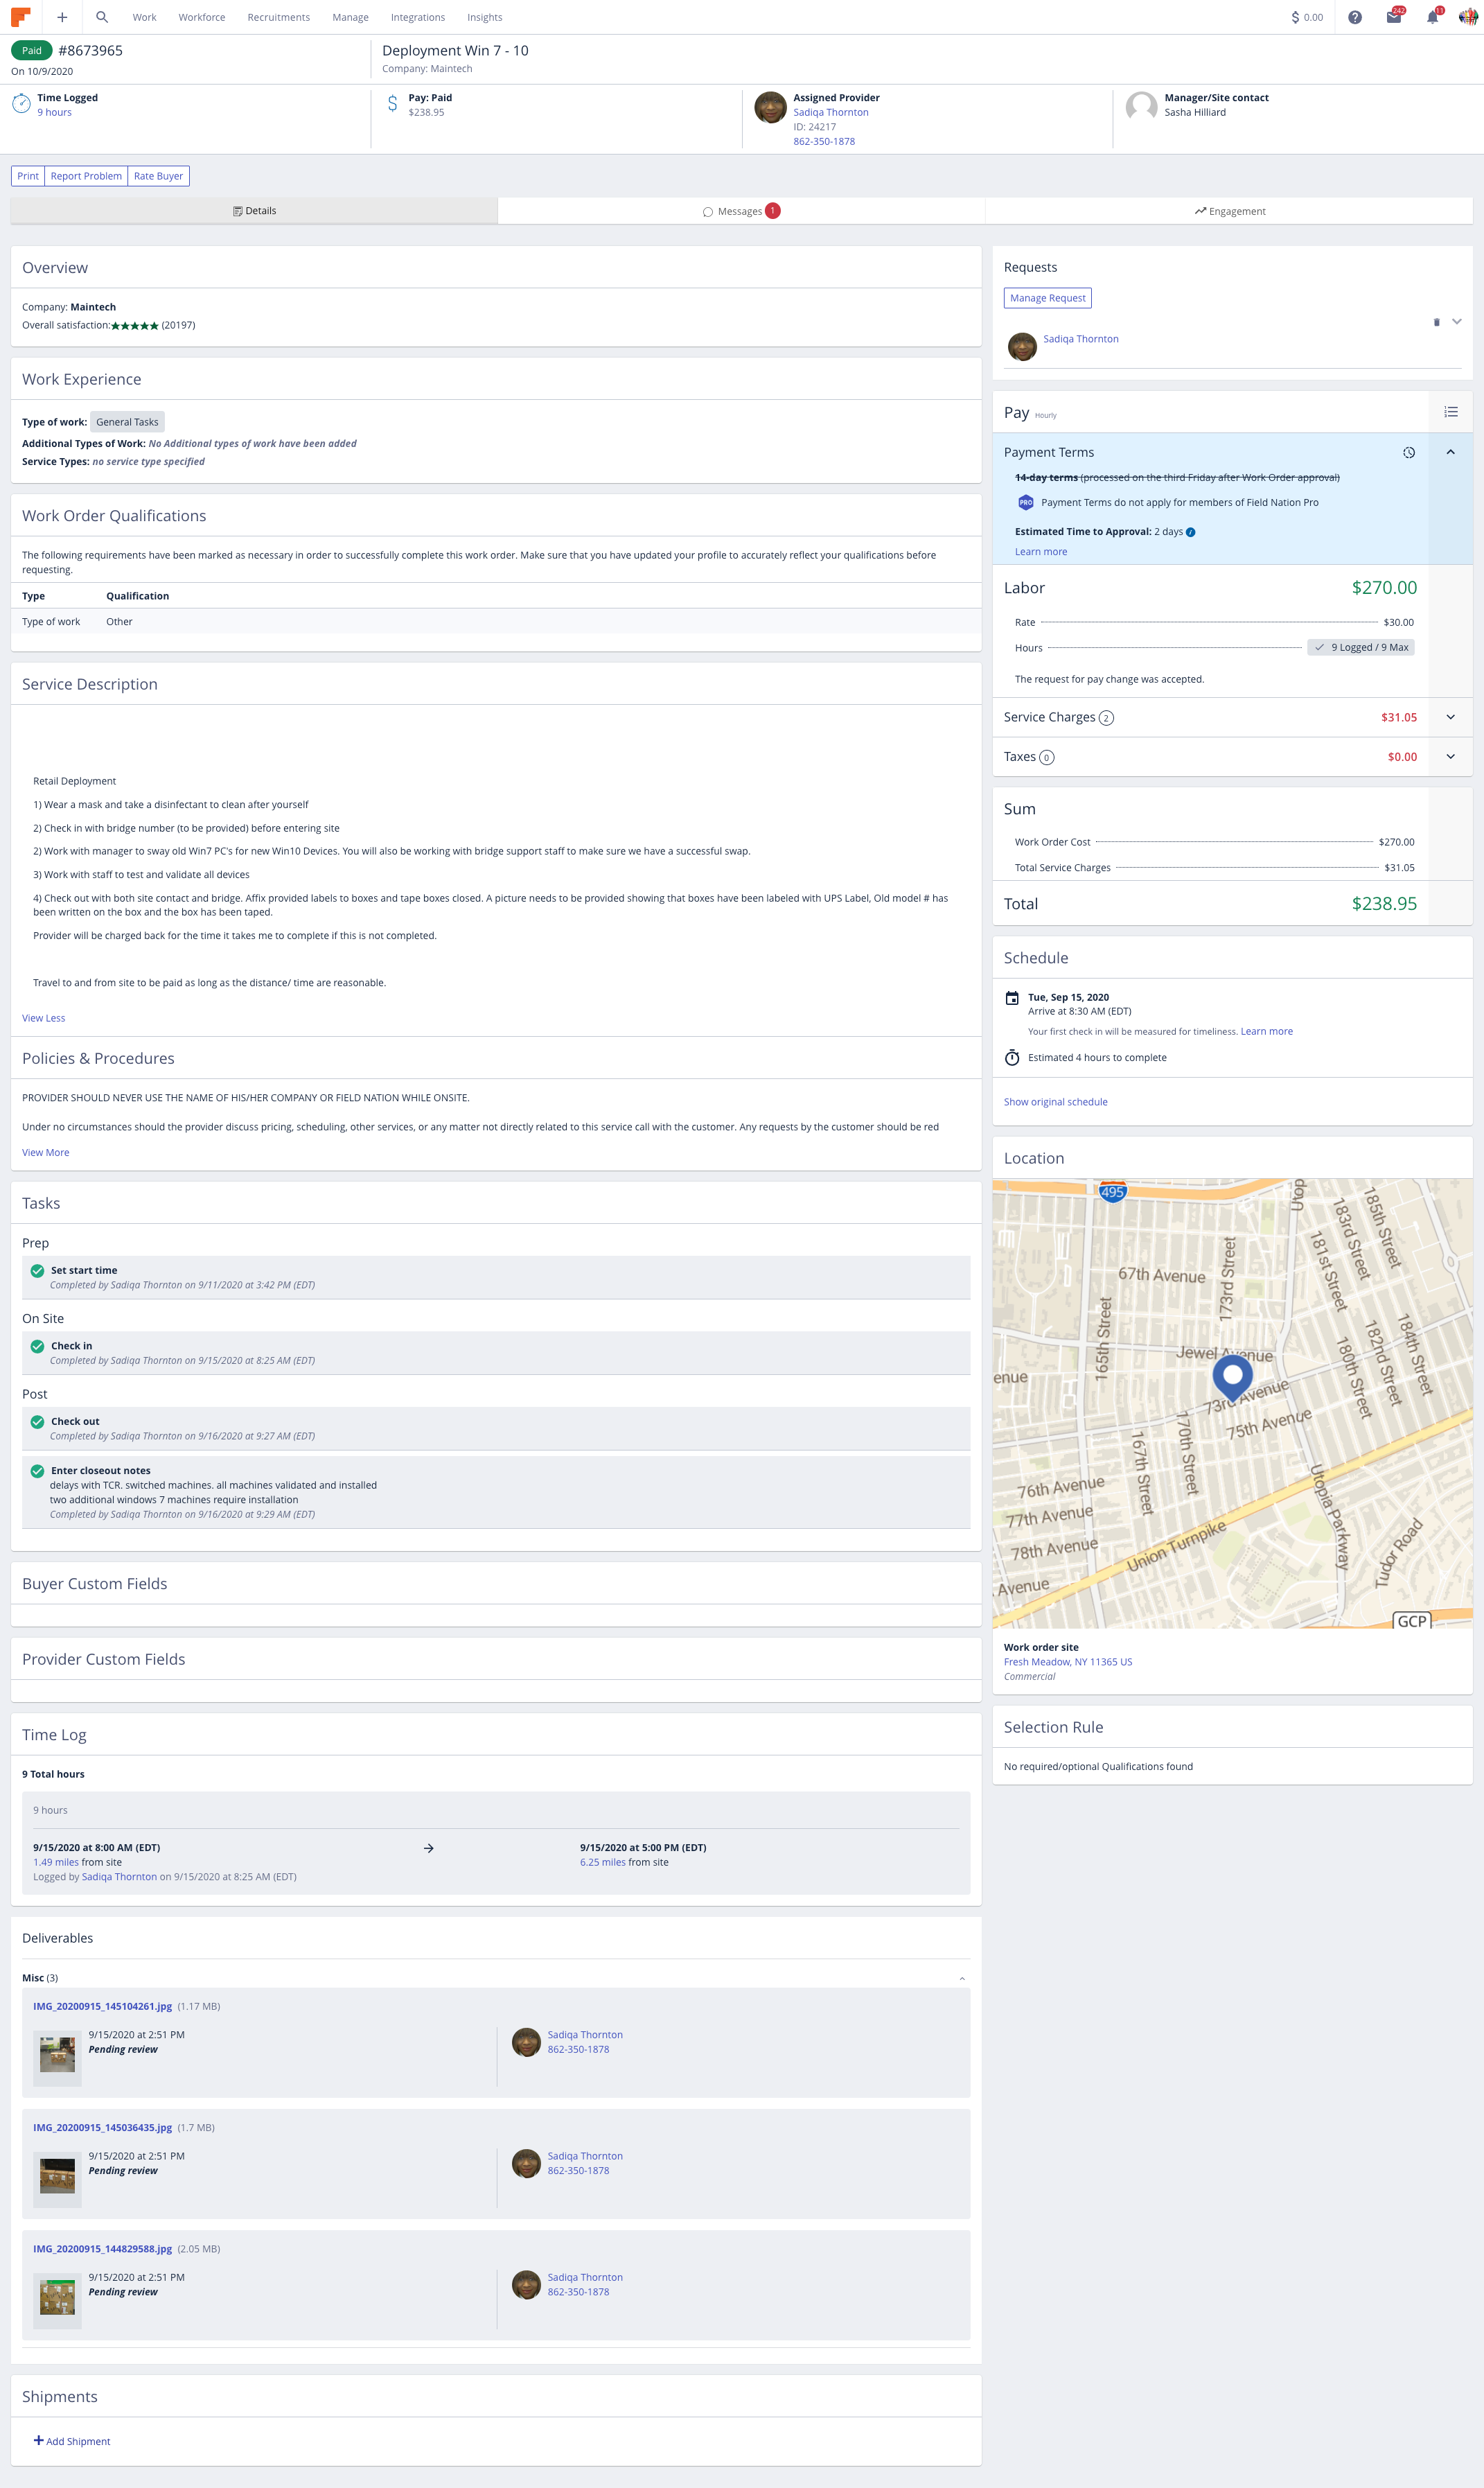 Work Workforce Recruitments Manage Integrations Insights $ 0.00 242 11
Paid #8673965
On 10/9/2020
Deployment Win 7 - 10
Company: Maintech
Time Logged
9 hours
Pay: Paid
$238.95
Assigned Provider
Sadiqa Thornton
ID: 24217
862-350-1878
Manager/Site contact
Sasha Hilliard
Print Report Problem Rate Buyer
Details Messages 1 Engagement
Overview
Company: Maintech
Overall satisfaction:★★★★★ (20197)
Work Experience
Type of work: General Tasks
Additional Types of Work: No Additional types of work have been added
Service Types: no service type specified
Work Order Qualifications
The following requirements have been marked as necessary in order to successfully complete this work order. Make sure that you have updated your profile to accurately reflect your qualifications before
requesting.
Type Qualification
Type of work Other
Service Description
Retail Deployment
1) Wear a mask and take a disinfectant to clean after yourself
2) Check in with bridge number (to be provided) before entering site
2) Work with manager to sway old Win7 PC's for new Win10 Devices. You will also be working with bridge support staff to make sure we have a successful swap.
3) Work with staff to test and validate all devices
4) Check out with both site contact and bridge. Affix provided labels to boxes and tape boxes closed. A picture needs to be provided showing that boxes have been labeled with UPS Label, Old model # has
been written on the box and the box has been taped.
Provider will be charged back for the time it takes me to complete if this is not completed.
Travel to and from site to be paid as long as the distance/ time are reasonable.
View Less
Policies & Procedures
PROVIDER SHOULD NEVER USE THE NAME OF HIS/HER COMPANY OR FIELD NATION WHILE ONSITE.
Under no circumstances should the provider discuss pricing, scheduling, other services, or any matter not directly related to this service call with the customer. Any requests by the customer should be red
View More
Tasks
Prep
Set start time
Completed by Sadiqa Thornton on 9/11/2020 at 3:42 PM (EDT)
On Site
Check in
Completed by Sadiqa Thornton on 9/15/2020 at 8:25 AM (EDT)
Post
Check out
Completed by Sadiqa Thornton on 9/16/2020 at 9:27 AM (EDT)
Enter closeout notes
delays with TCR. switched machines. all machines validated and installed
two additional windows 7 machines require installation
Completed by Sadiqa Thornton on 9/16/2020 at 9:29 AM (EDT)
Buyer Custom Fields
Provider Custom Fields
Time Log
9 Total hours
9 hours
9/15/2020 at 8:00 AM (EDT)
1.49 miles from site
Logged by Sadiqa Thornton on 9/15/2020 at 8:25 AM (EDT)
9/15/2020 at 5:00 PM (EDT)
6.25 miles from site
Deliverables
Misc (3)
IMG_20200915_145104261.jpg (1.17 MB)
9/15/2020 at 2:51 PM
Pending review
Sadiqa Thornton
862-350-1878
IMG_20200915_145036435.jpg (1.7 MB)
9/15/2020 at 2:51 PM
Pending review
Sadiqa Thornton
862-350-1878
IMG_20200915_144829588.jpg (2.05 MB)
9/15/2020 at 2:51 PM
Pending review
Sadiqa Thornton
862-350-1878
Shipments
Add Shipment
Requests
Manage Request
Sadiqa Thornton
Pay Hourly
Payment Terms
14-day terms (processed on the third Friday after Work Order approval)
PRO Payment Terms do not apply for members of Field Nation Pro
Estimated Time to Approval: 2 days
Learn more
Labor $270.00
Rate $30.00
Hours 9 Logged / 9 Max
The request for pay change was accepted.
Service Charges 2 $31.05
Taxes 0 $0.00
Sum
Work Order Cost $270.00
Total Service Charges $31.05
Total $238.95
Schedule
Tue, Sep 15, 2020
Arrive at 8:30 AM (EDT)
Your first check in will be measured for timeliness. Learn more
Estimated 4 hours to complete
Show original schedule
Location
495
Utop
185th Street
183rd Street
181st Street
173rd Street
67th Avenue
165th Street
184th Street
182nd Street
180th Street
Jewel Avenue
enue
73rd Avenue
75th Avenue
170th Street
167th Street
76th Avenue
77th Avenue
78th Avenue
Avenue
Union Turnpike
Utopia Parkway
Tudor Road
GCP
Work order site
Fresh Meadow, NY 11365 US
Commercial
Selection Rule
No required/optional Qualifications found